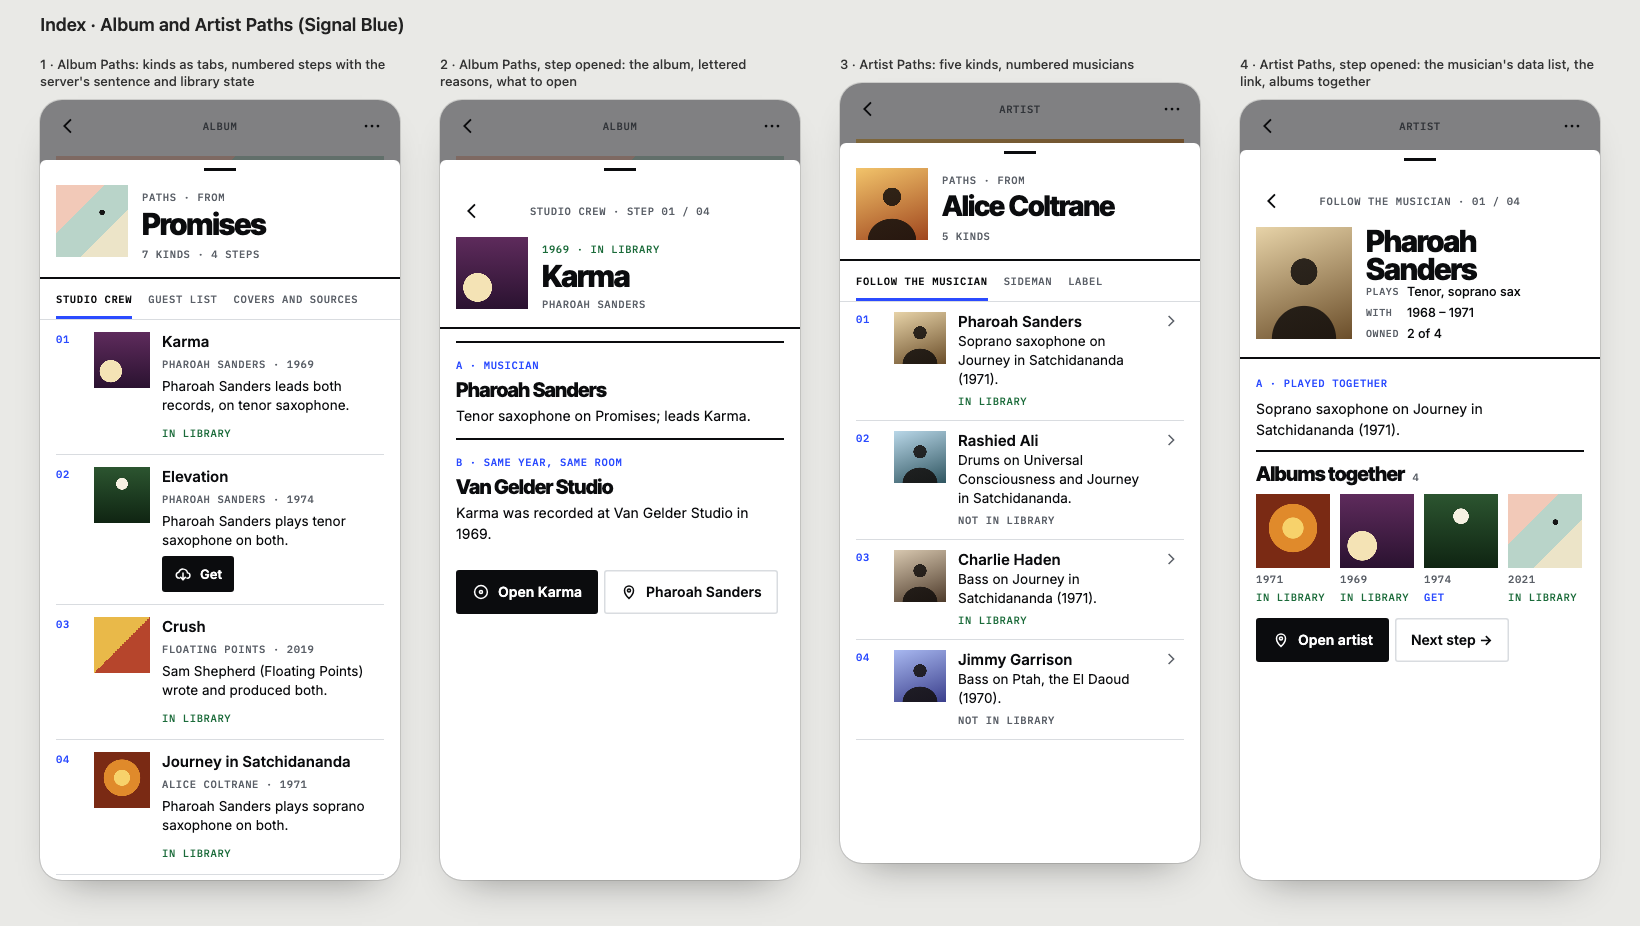 Index · Album and Artist Paths (Signal Blue)
1 · Album Paths: kinds as tabs, numbered steps with the
server's sentence and library state
ALBUM
PATHS · FROM
Promises
7 KINDS · 4 STEPS
STUDIO CREW GUEST LIST COVERS AND SOURCES
01
Karma
PHAROAH SANDERS · 1969
Pharoah Sanders leads both
records, on tenor saxophone.
IN LIBRARY
02
Elevation
PHAROAH SANDERS · 1974
Pharoah Sanders plays tenor
saxophone on both.
Get
03
Crush
FLOATING POINTS · 2019
Sam Shepherd (Floating Points)
wrote and produced both.
IN LIBRARY
04
Journey in Satchidananda
ALICE COLTRANE · 1971
Pharoah Sanders plays soprano
saxophone on both.
IN LIBRARY
2 · Album Paths, step opened: the album, lettered
reasons, what to open
ALBUM
STUDIO CREW · STEP 01 / 04
1969 · IN LIBRARY
Karma
PHAROAH SANDERS
A · MUSICIAN
Pharoah Sanders
Tenor saxophone on Promises; leads Karma.
B · SAME YEAR, SAME ROOM
Van Gelder Studio
Karma was recorded at Van Gelder Studio in
1969.
Open Karma
Pharoah Sanders
3 · Artist Paths: five kinds, numbered musicians
ARTIST
PATHS · FROM
Alice Coltrane
5 KINDS
FOLLOW THE MUSICIAN SIDEMAN LABEL
01
Pharoah Sanders
Soprano saxophone on
Journey in Satchidananda
(1971).
IN LIBRARY
02
Rashied Ali
Drums on Universal
Consciousness and Journey
in Satchidananda.
NOT IN LIBRARY
03
Charlie Haden
Bass on Journey in
Satchidananda (1971).
IN LIBRARY
04
Jimmy Garrison
Bass on Ptah, the El Daoud
(1970).
NOT IN LIBRARY
4 · Artist Paths, step opened: the musician's data list, the
link, albums together
ARTIST
FOLLOW THE MUSICIAN · 01 / 04
Pharoah
Sanders
PLAYS Tenor, soprano sax
WITH 1968 – 1971
OWNED 2 of 4
A · PLAYED TOGETHER
Soprano saxophone on Journey in
Satchidananda (1971).
Albums together 4
1971 1969 1974 2021
IN LIBRARY IN LIBRARY GET IN LIBRARY
Open artist
Next step →